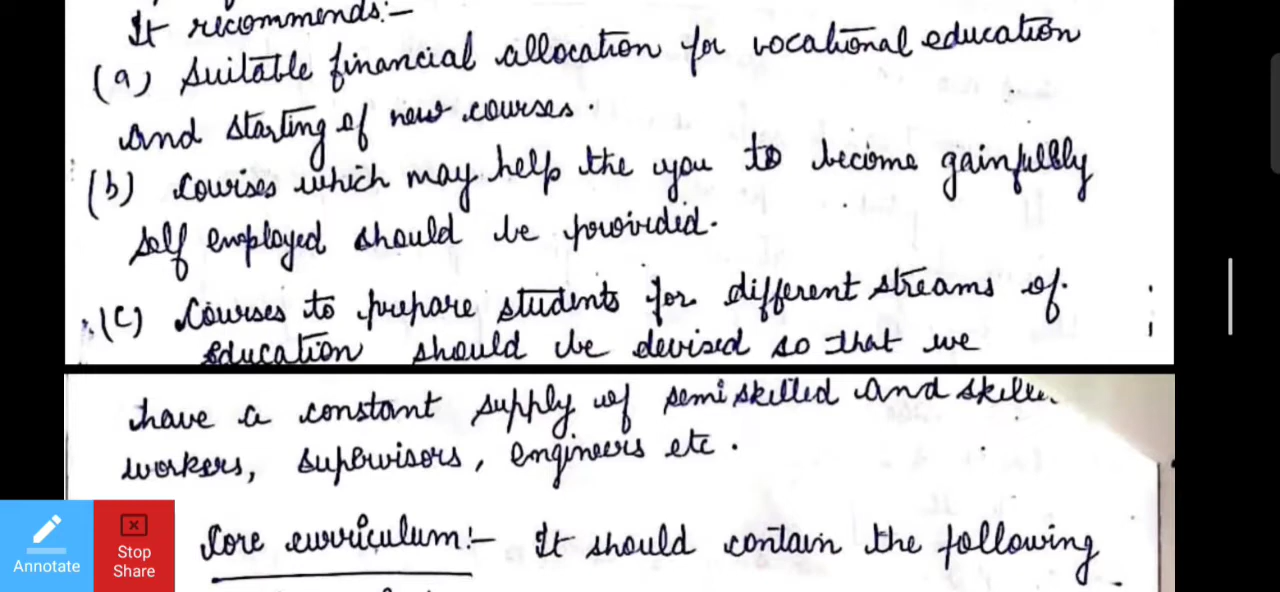 It recommends:-
(a) Suitable financial allocation for vocational education
and starting of new courses.
(b) Courses which may help the you to become gainfully
self employed should be provided.
(c) Courses to prepare students for different streams of
education should be devised so that we
have a constant supply of semi skilled and skille
workers, supervisors, engineers etc.
Core curriculum:- It should contain the following
Annotate
Stop
Share